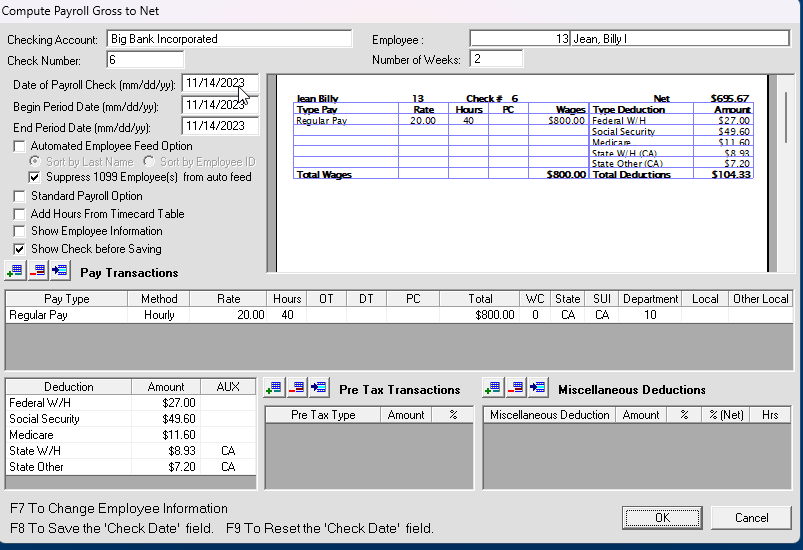 Compute Payroll Gross to Net
Checking Account: Big Bank Incorporated Employee : 13 Jean, Billy I
Check Number: 6 Number of Weeks: 2
Date of Payroll Check (mm/dd/yy): 11/14/2023
Begin Period Date (mm/dd/yy): 11/14/2023
End Period Date (mm/dd/yy): 11/14/2023
Automated Employee Feed Option
Sort by Last Name Sort by Employee ID
Suppress 1099 Employee(s) from auto feed
Standard Payroll Option
Add Hours From Timecard Table
Show Employee Information
Show Check before Saving
Jean Billy 13 Check # 6 Net $695.67
Type Pay Rate Hours PC Wages Type Deduction Amount
Regular Pay 20.00 40 $800.00 Federal W/H $27.00
Social Security $49.60
Medicare $11.60
State W/H (CA) $8.93
State Other (CA) $7.20
Total Wages $800.00 Total Deductions $104.33
Pay Transactions
Pay Type Method Rate Hours OT DT PC Total WC State SUI Department Local Other Local
Regular Pay Hourly 20.00 40 $800.00 0 CA CA 10
Deduction Amount AUX
Federal W/H $27.00
Social Security $49.60
Medicare $11.60
State W/H $8.93 CA
State Other $7.20 CA
Pre Tax Transactions
Pre Tax Type Amount %
Miscellaneous Deductions
Miscellaneous Deduction Amount % % (Net) Hrs
F7 To Change Employee Information
F8 To Save the 'Check Date' field. F9 To Reset the 'Check Date' field.
OK Cancel